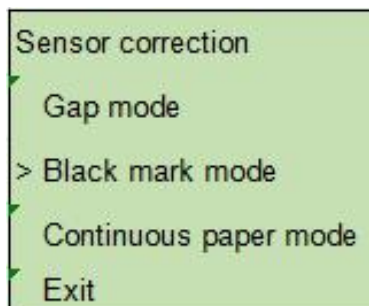 Sensor correction
Gap mode
> Black mark mode
Continuous paper mode
Exit